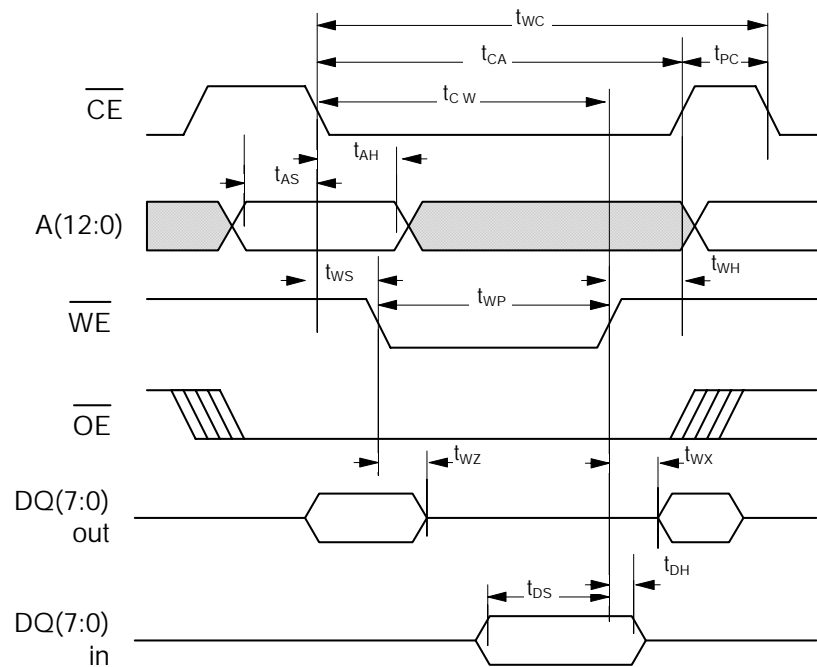 tWC
tCA
tPC
CE
tC W
tAH
tAS
A(12:0)
tWS
tWH
WE
tWP
OE
tWZ
tWX
DQ(7:0)
out
tDH
tDS
DQ(7:0)
in